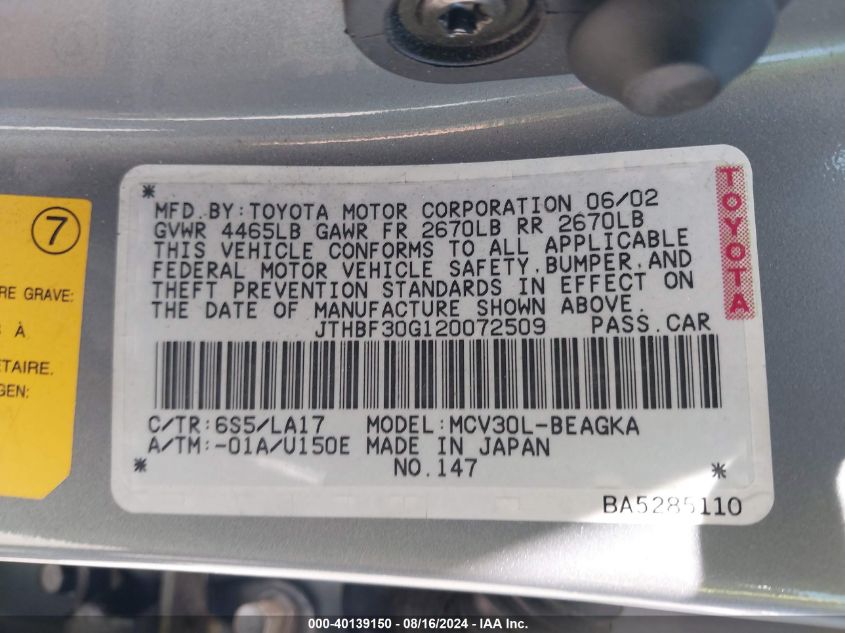 7
RE GRAVE:
À
TAIRE.
GEN:
* MFD.BY:TOYOTA MOTOR CORPORATION 06/02
GVWR 4465LB GAWR FR 2670LB RR 2670LB
THIS VEHICLE CONFORMS TO ALL APPLICABLE
FEDERAL MOTOR VEHICLE SAFETY,BUMPER,AND
THEFT PREVENTION STANDARDS IN EFFECT ON
THE DATE OF MANUFACTURE SHOWN ABOVE.
JTHBF30G120072509 PASS.CAR
C/TR:6S5/LA17 MODEL:MCV30L-BEAGKA
A/TM:-01A/U150E MADE IN JAPAN
* NO.147 *
BA5285110
TOYOTA
000-40139150 - 08/16/2024 - IAA Inc.